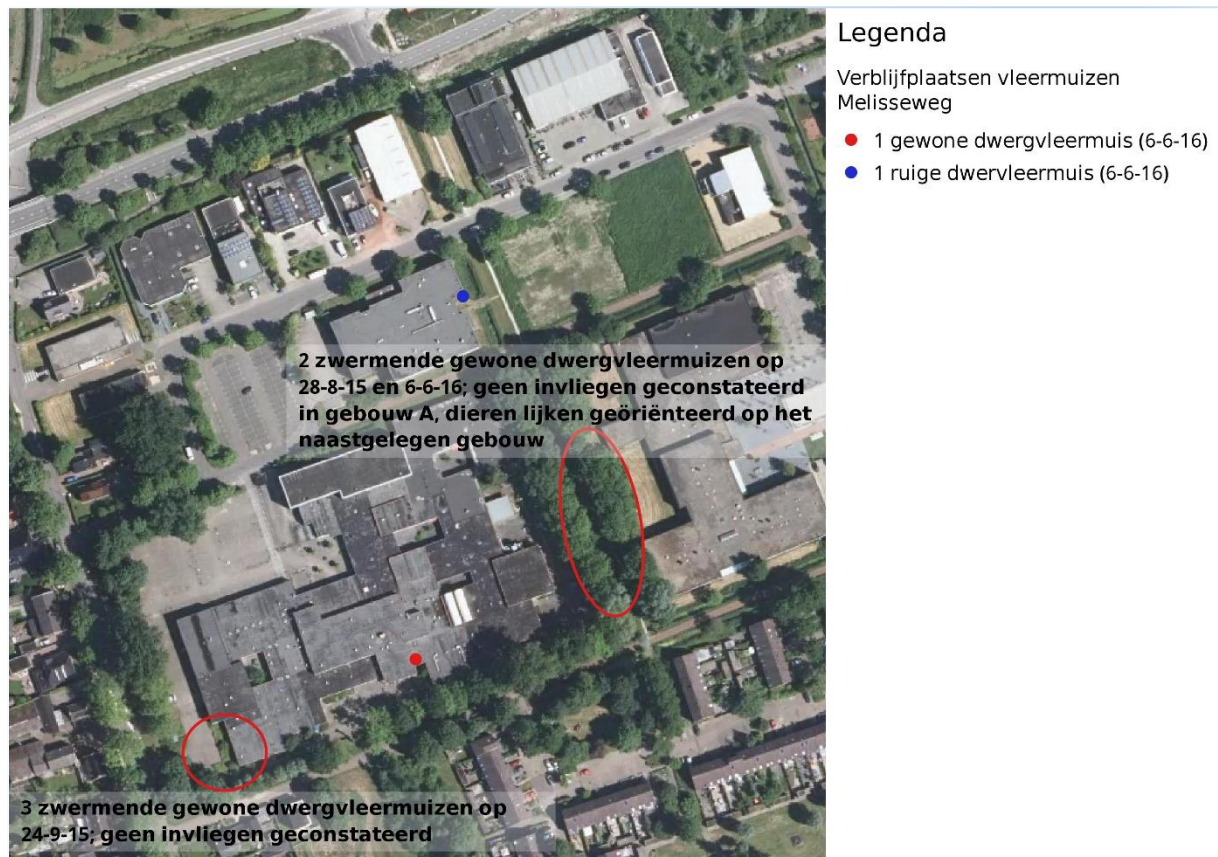 Legenda
Verblijfplaatsen vleermuizen
Melisseweg
1 gewone dwergvleermuis (6-6-16)
1 ruige dwervleermuis (6-6-16)
2 zwermende gewone dwergvleermuizen op
28-8-15 en 6-6-16; geen invliegen geconstateerd
in gebouw A, dieren lijken geöriënteerd op het
naastgelegen gebouw
3 zwermende gewone dwergvleermuizen op
24-9-15; geen invliegen geconstateerd